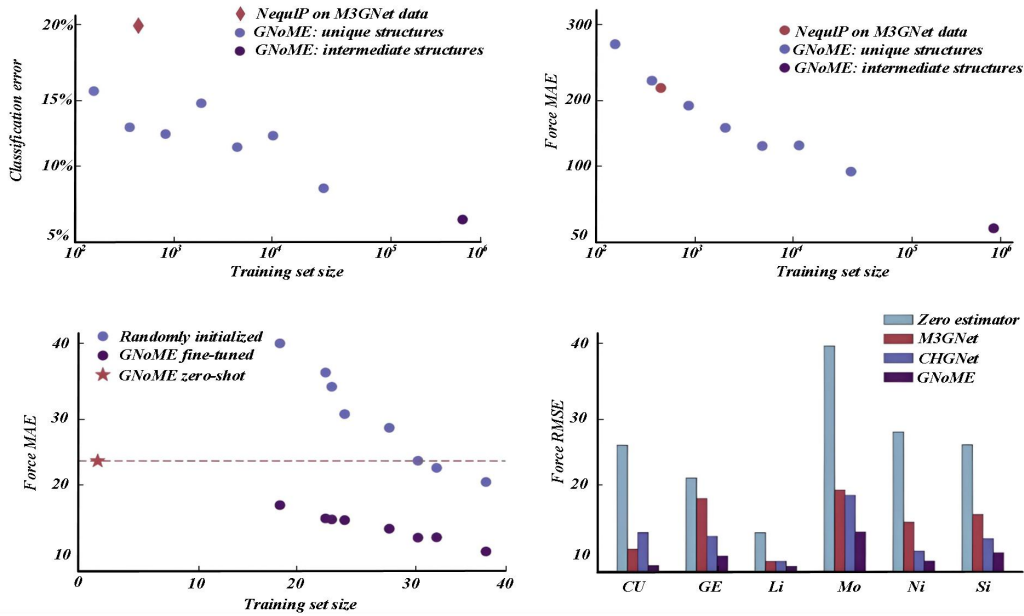 NequIP on M3GNet data
GNoME: unique structures
GNoME: intermediate structures
20%
15%
10%
5%
Classification error
10² 10³ 10⁴ 10⁵ 10⁶
Training set size
NequIP on M3GNet data
GNoME: unique structures
GNoME: intermediate structures
300
200
100
50
Force MAE
10² 10³ 10⁴ 10⁵ 10⁶
Training set size
Randomly initialized
GNoME fine-tuned
GNoME zero-shot
40
30
20
10
Force MAE
0 10 20 30 40
Training set size
Zero estimator
M3GNet
CHGNet
GNoME
40
30
20
10
Force RMSE
CU GE Li Mo Ni Si